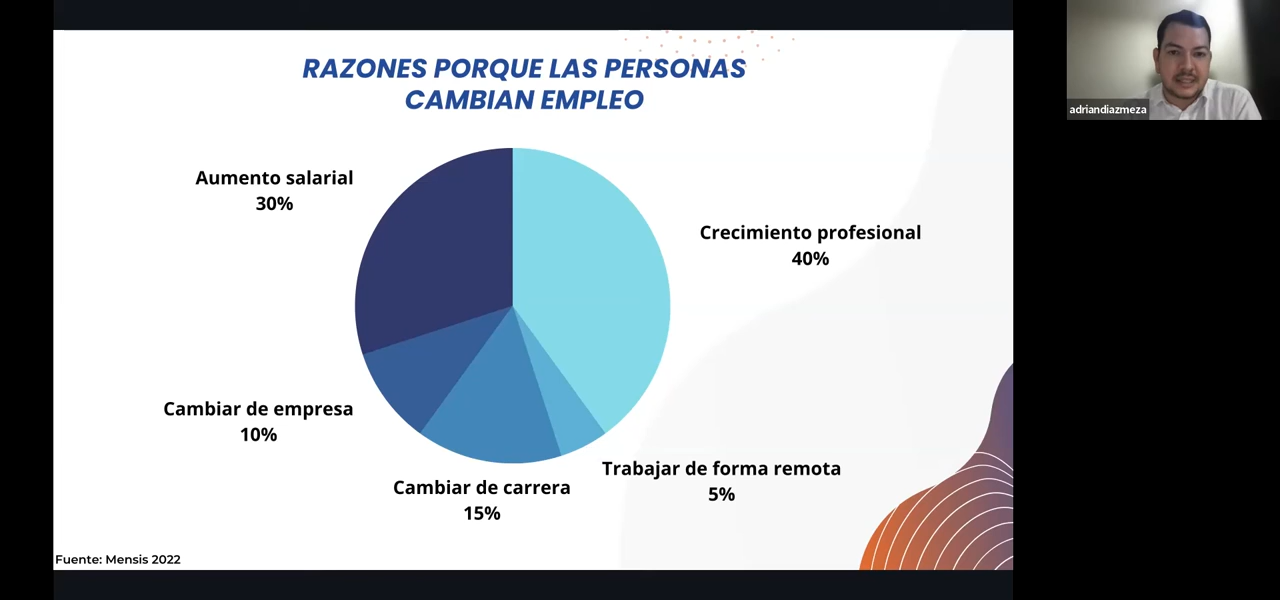 RAZONES PORQUE LAS PERSONAS
CAMBIAN EMPLEO
Aumento salarial
30%
Crecimiento profesional
40%
Cambiar de empresa
10%
Trabajar de forma remota
5%
Cambiar de carrera
15%
Fuente: Mensis 2022
adriandiazmeza